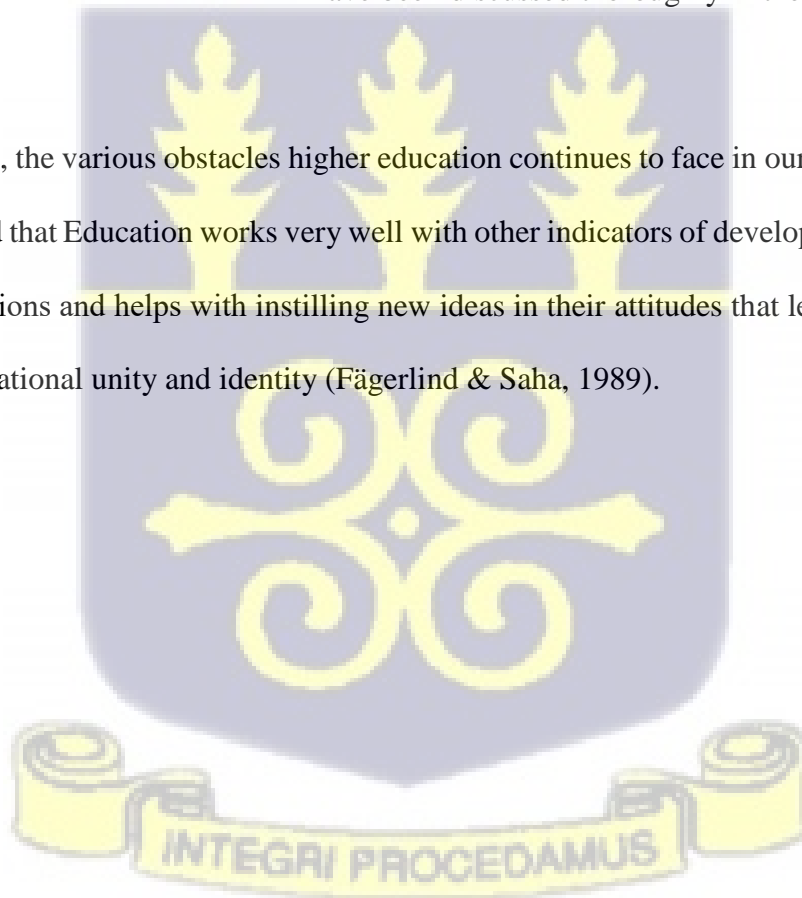 , the various obstacles higher education continues to face in our
that Education works very well with other indicators of develop
ions and helps with instilling new ideas in their attitudes that le
ational unity and identity (Fägerlind & Saha, 1989).
INTEGRI PROCEDAMUS